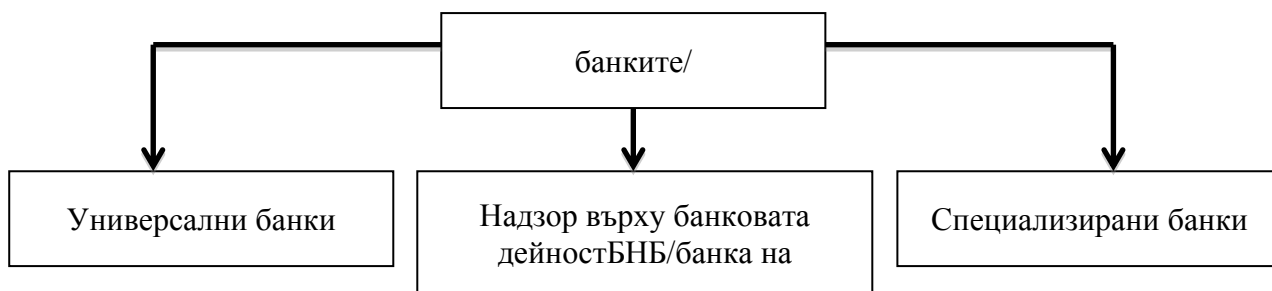 банките/
Универсални банки
Надзор върху банковата
дейностБНБ/банка на
Специализирани банки